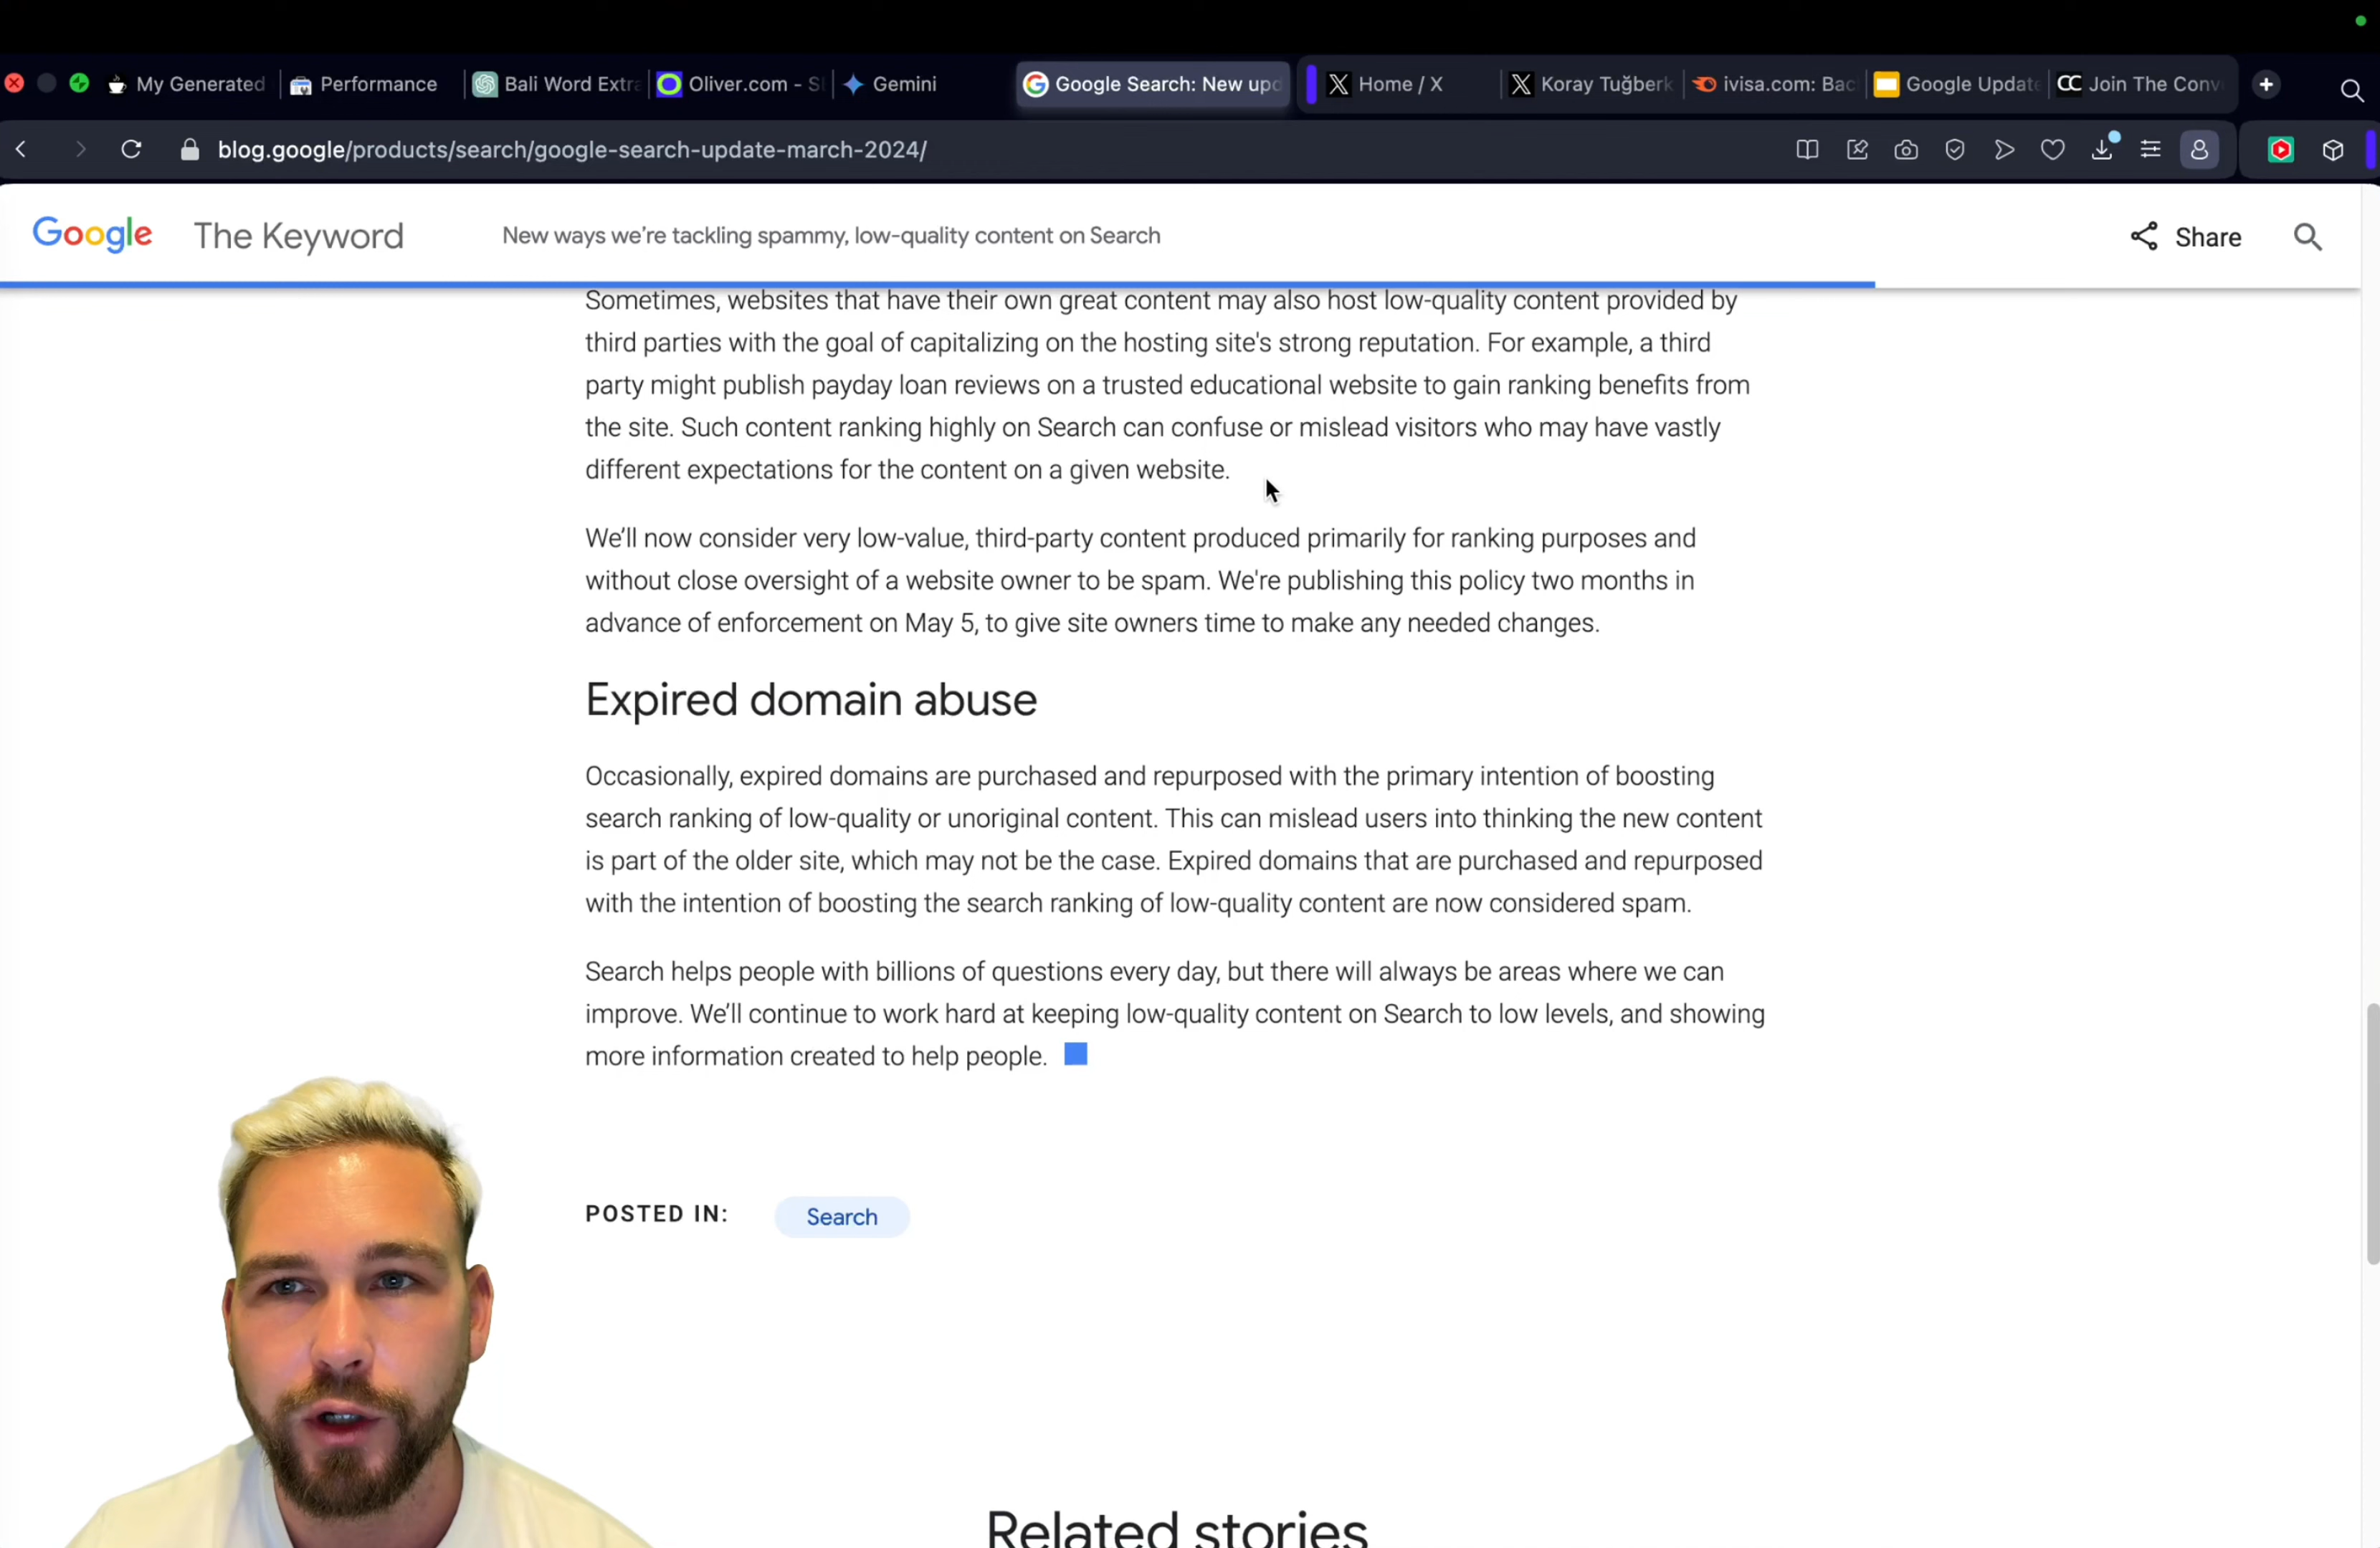 My Generated
Performance
Bali Word Extra
Oliver.com - S
Gemini
Google Search: New upd
Home / X
Koray Tuğberk
ivisa.com: Bac
Google Update
CC Join The Conv
blog.google/products/search/google-search-update-march-2024/
Google The Keyword
New ways we’re tackling spammy, low-quality content on Search
Share
Sometimes, websites that have their own great content may also host low-quality content provided by
third parties with the goal of capitalizing on the hosting site's strong reputation. For example, a third
party might publish payday loan reviews on a trusted educational website to gain ranking benefits from
the site. Such content ranking highly on Search can confuse or mislead visitors who may have vastly
different expectations for the content on a given website.
We’ll now consider very low-value, third-party content produced primarily for ranking purposes and
without close oversight of a website owner to be spam. We're publishing this policy two months in
advance of enforcement on May 5, to give site owners time to make any needed changes.
Expired domain abuse
Occasionally, expired domains are purchased and repurposed with the primary intention of boosting
search ranking of low-quality or unoriginal content. This can mislead users into thinking the new content
is part of the older site, which may not be the case. Expired domains that are purchased and repurposed
with the intention of boosting the search ranking of low-quality content are now considered spam.
Search helps people with billions of questions every day, but there will always be areas where we can
improve. We’ll continue to work hard at keeping low-quality content on Search to low levels, and showing
more information created to help people.
POSTED IN:
Search
Related stories